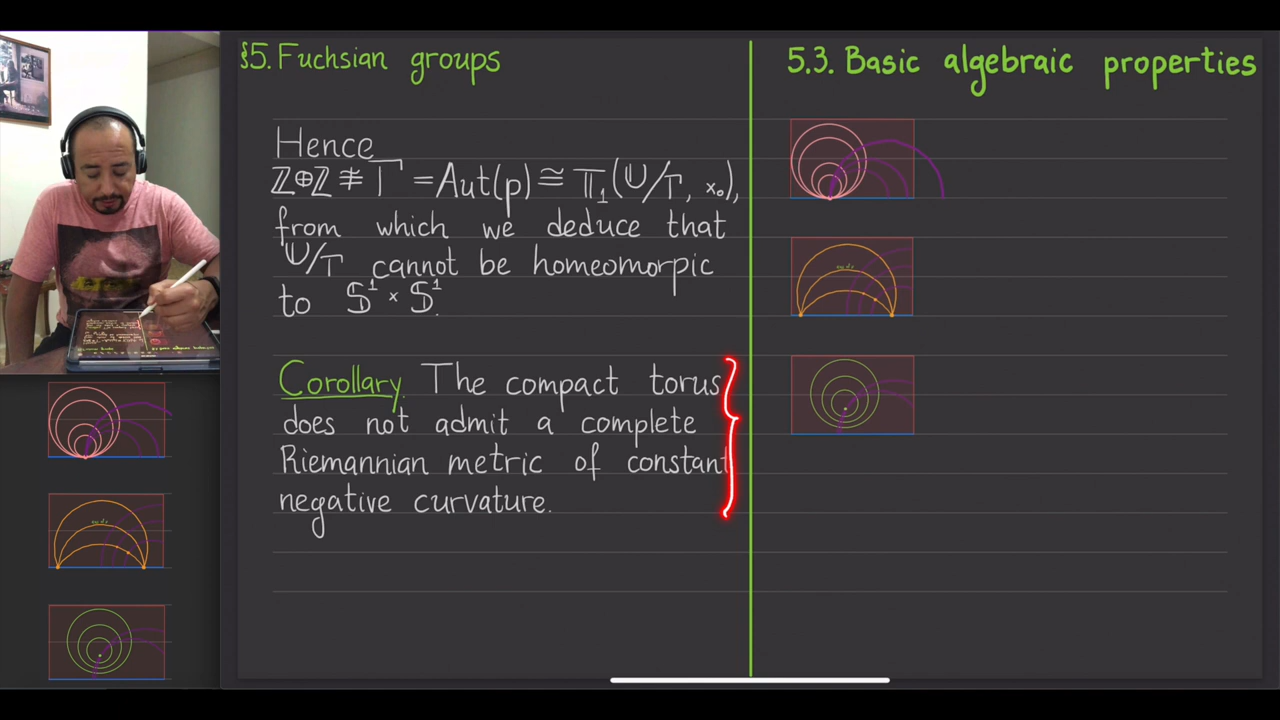 §5. Fuchsian groups
5.3. Basic algebraic properties
Hence
ℤ⊕ℤ ≇ Γ = Aut(p) ≅ π₁(𝕌/Γ, x₀),
from which we deduce that
𝕌/Γ cannot be homeomorpic
to 𝕊¹ × 𝕊¹.
Corollary. The compact torus
does not admit a complete
Riemannian metric of constant
negative curvature.